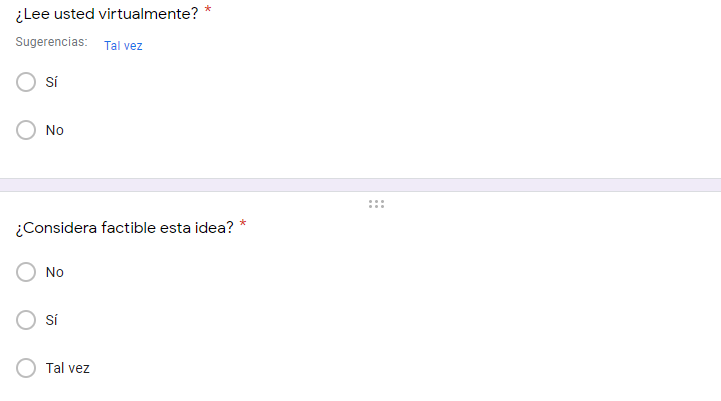 ¿Lee usted virtualmente? *
Sugerencias: Tal vez
Sí
No
¿Considera factible esta idea? *
No
Sí
Tal vez